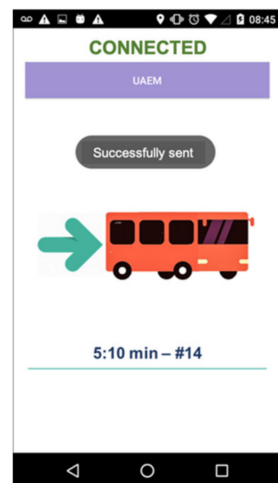 08:45
CONNECTED
UAEM
Successfully sent
5:10 min – #14